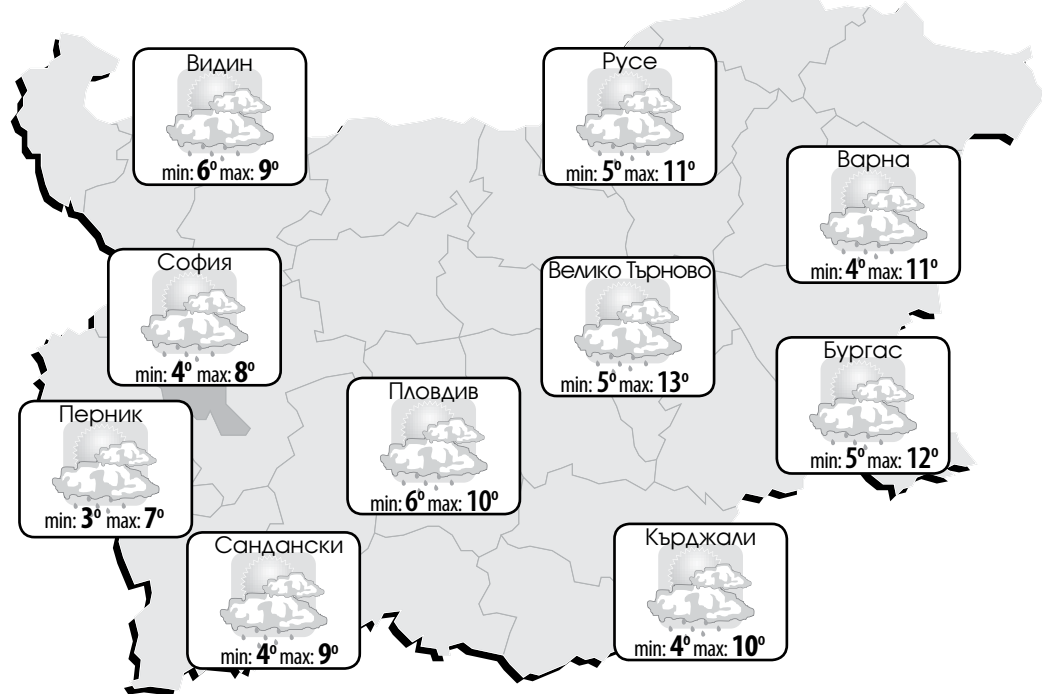 Видин
min: 6° max: 9°
Русе
min: 5° max: 11°
Варна
min: 4° max: 11°
София
min: 4° max: 8°
Велико Търново
min: 5° max: 13°
Бургас
min: 5° max: 12°
Пловдив
min: 6° max: 10°
Перник
min: 3° max: 7°
Сандански
min: 4° max: 9°
Кърджали
min: 4° max: 10°